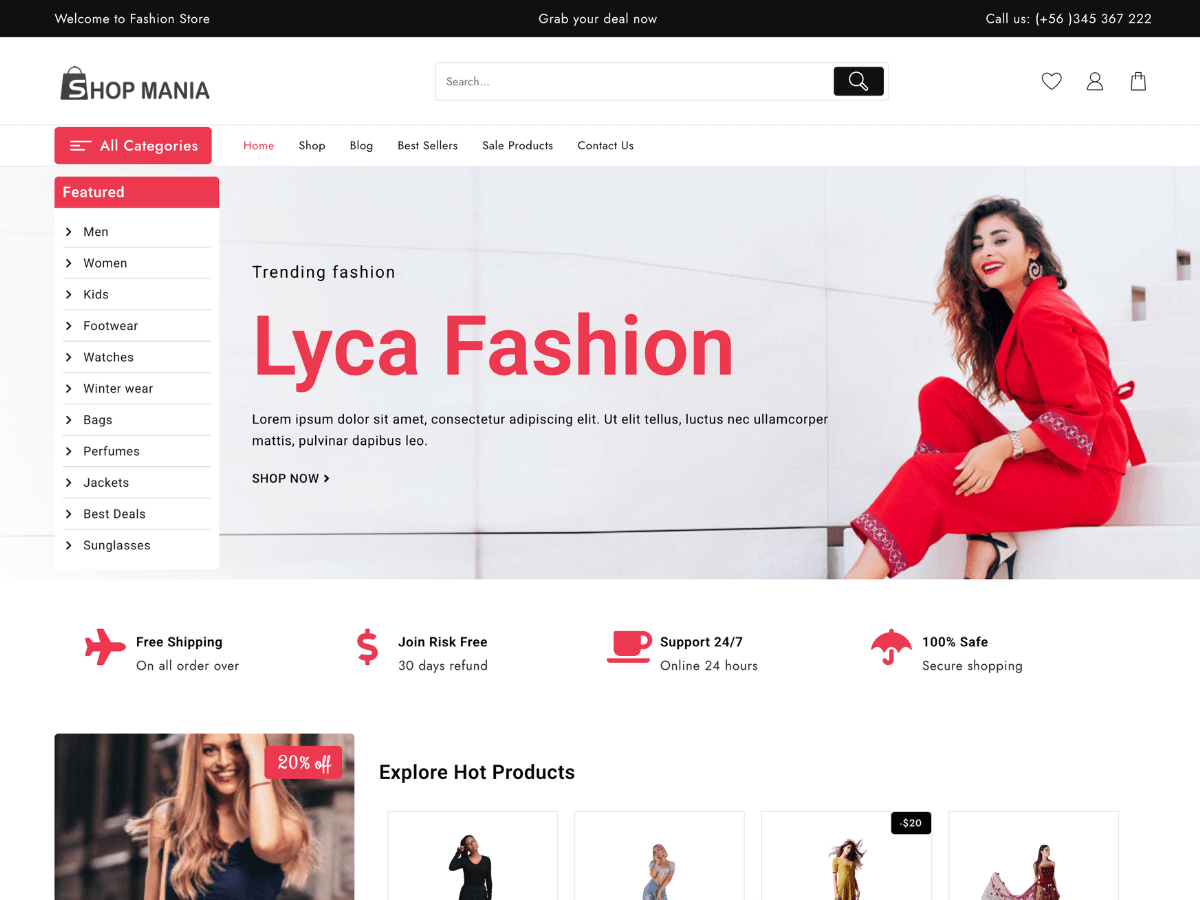 Welcome to Fashion Store
Grab your deal now
Call us: (+56 )345 367 222
SHOP MANIA
Search...
All Categories
Home
Shop
Blog
Best Sellers
Sale Products
Contact Us
Featured
Men
Women
Kids
Footwear
Watches
Winter wear
Bags
Perfumes
Jackets
Best Deals
Sunglasses
Trending fashion
Lyca Fashion
Lorem ipsum dolor sit amet, consectetur adipiscing elit. Ut elit tellus, luctus nec ullamcorper
mattis, pulvinar dapibus leo.
SHOP NOW
Free Shipping
On all order over
Join Risk Free
30 days refund
Support 24/7
Online 24 hours
100% Safe
Secure shopping
20% off
Explore Hot Products
-$20